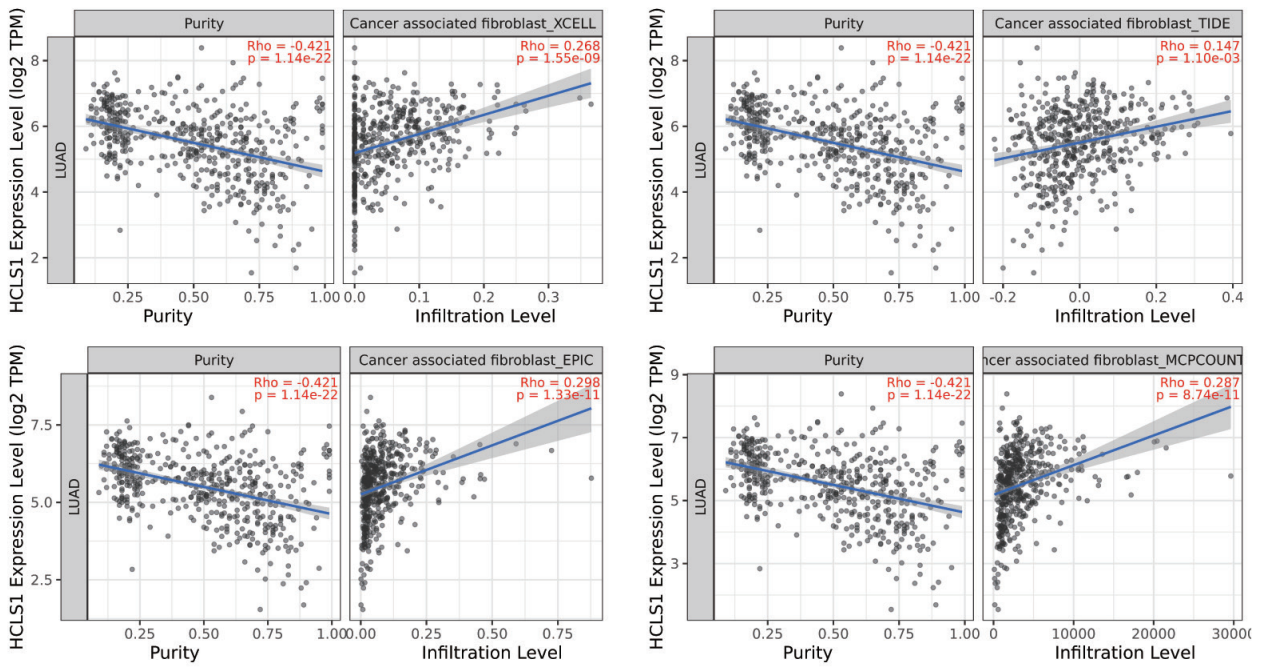 Purity
Cancer associated fibroblast_XCELL
Rho = -0.421
p = 1.14e-22
Rho = 0.268
p = 1.55e-09
HCLS1 Expression Level (log2 TPM)
LUAD
8
6
4
2
0.25
0.50
0.75
1.00
0.0
0.1
0.2
0.3
Purity
Infiltration Level
Purity
Cancer associated fibroblast_TIDE
Rho = -0.421
p = 1.14e-22
Rho = 0.147
p = 1.10e-03
HCLS1 Expression Level (log2 TPM)
LUAD
8
6
4
2
0.25
0.50
0.75
1.00
-0.2
0.0
0.2
0.4
Purity
Infiltration Level
Purity
Cancer associated fibroblast_EPIC
Rho = -0.421
p = 1.14e-22
Rho = 0.298
p = 1.33e-11
HCLS1 Expression Level (log2 TPM)
LUAD
7.5
5.0
2.5
0.25
0.50
0.75
1.00
0.00
0.25
0.50
0.75
Purity
Infiltration Level
Purity
ncer associated fibroblast_MCPCOUNT
Rho = -0.421
p = 1.14e-22
Rho = 0.287
p = 8.74e-11
HCLS1 Expression Level (log2 TPM)
LUAD
9
7
5
3
0.25
0.50
0.75
1.00
0
10000
20000
30000
Purity
Infiltration Level